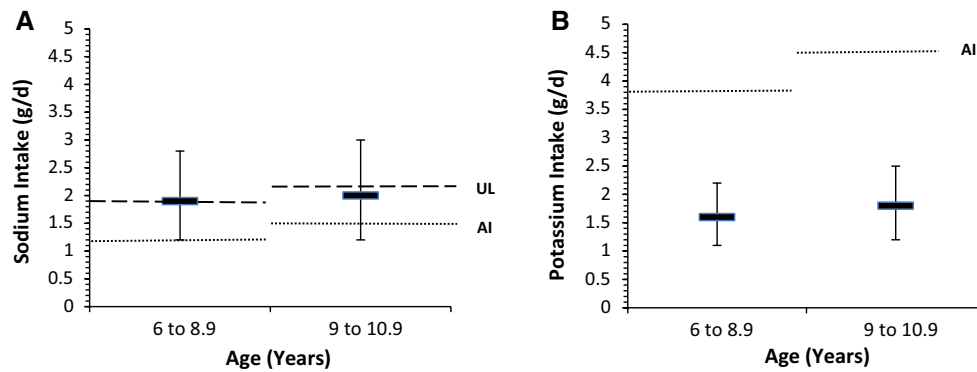 A
Sodium Intake (g/d)
5
4.5
4
3.5
3
2.5
2
1.5
1
0.5
0
UL
AI
6 to 8.9
9 to 10.9
Age (Years)
B
Potassium Intake (g/d)
5
4.5
4
3.5
3
2.5
2
1.5
1
0.5
0
AI
6 to 8.9
9 to 10.9
Age (Years)